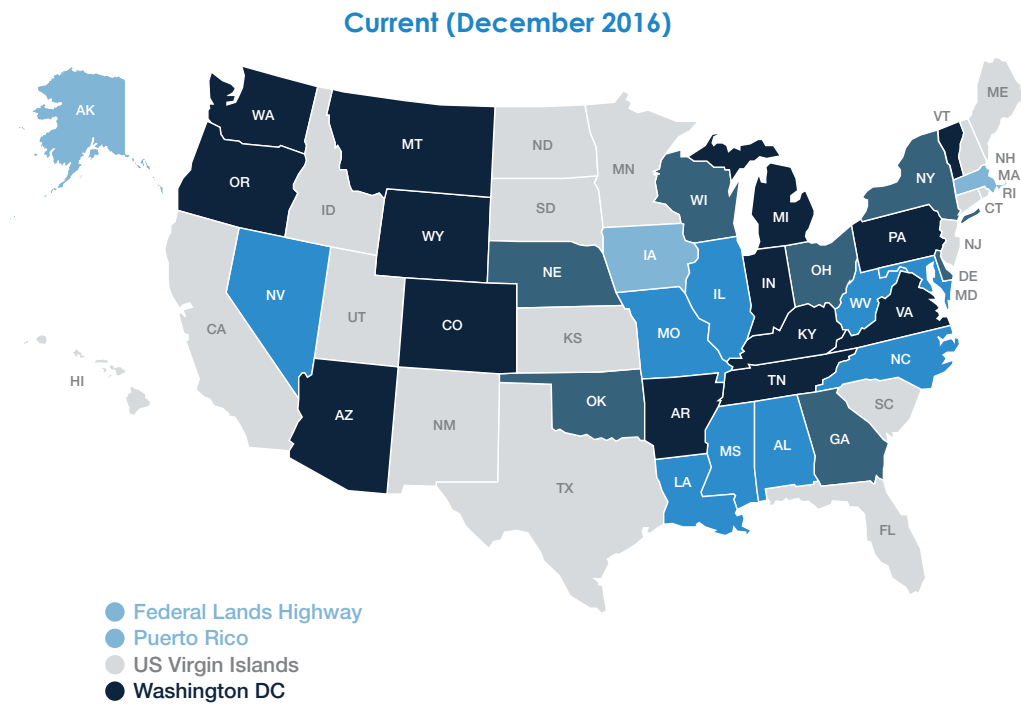 Current (December 2016)
ME
AK
VT
WA
MT
ND
MN
NH
MA
OR
NY
RI
ID
SD
WI
CT
MI
WY
PA
NJ
IA
NE
OH
DE
NV
IL
IN
MD
WV
VA
UT
CO
CA
MO
KS
KY
NC
HI
TN
OK
SC
AZ
AR
NM
GA
MS
AL
LA
TX
FL
Federal Lands Highway
Puerto Rico
US Virgin Islands
Washington DC